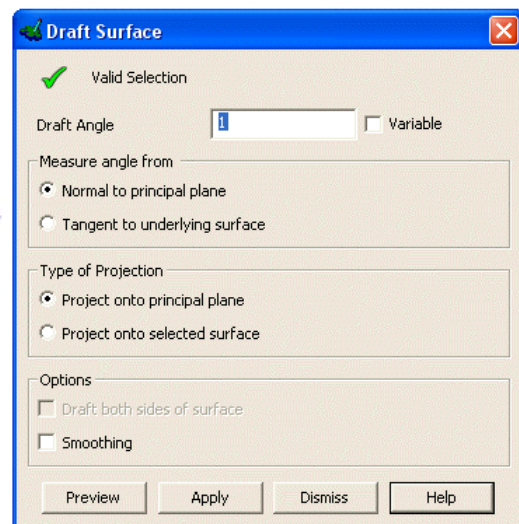 Draft Surface
Valid Selection
Draft Angle 1 Variable
Measure angle from
Normal to principal plane
Tangent to underlying surface
Type of Projection
Project onto principal plane
Project onto selected surface
Options
Draft both sides of surface
Smoothing
Preview Apply Dismiss Help